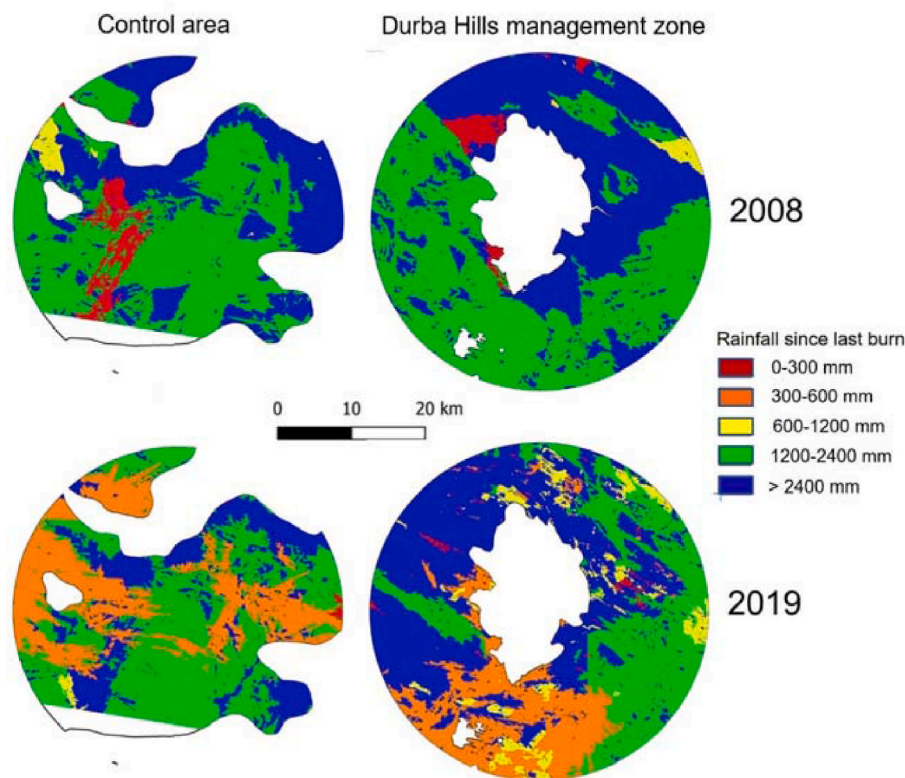 Control area
Durba Hills management zone
2008
Rainfall since last burn
0-300 mm
300-600 mm
600-1200 mm
1200-2400 mm
> 2400 mm
0 10 20 km
2019